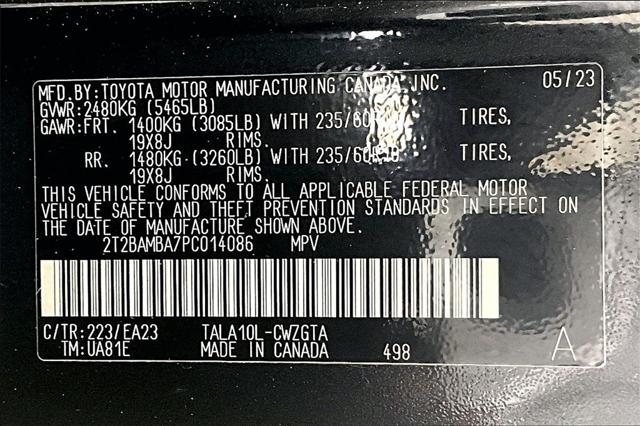 MFD.BY:TOYOTA MOTOR MANUFACTURING CANADA,INC. 05/23
GVWR:2480KG (5465LB)
GAWR:FRT. 1400KG (3085LB) WITH 235/60 TIRES,
19X8J RIMS.
RR. 1480KG (3260LB) WITH 235/60 TIRES,
19X8J RIMS.
THIS VEHICLE CONFORMS TO ALL APPLICABLE FEDERAL MOTOR
VEHICLE SAFETY AND THEFT PREVENTION STANDARDS IN EFFECT ON
THE DATE OF MANUFACTURE SHOWN ABOVE.
2T2BAMBA7PC014086 MPV
C/TR:223/EA23 TALA10L-CWZGTA
TM:UA81E MADE IN CANADA 498 A